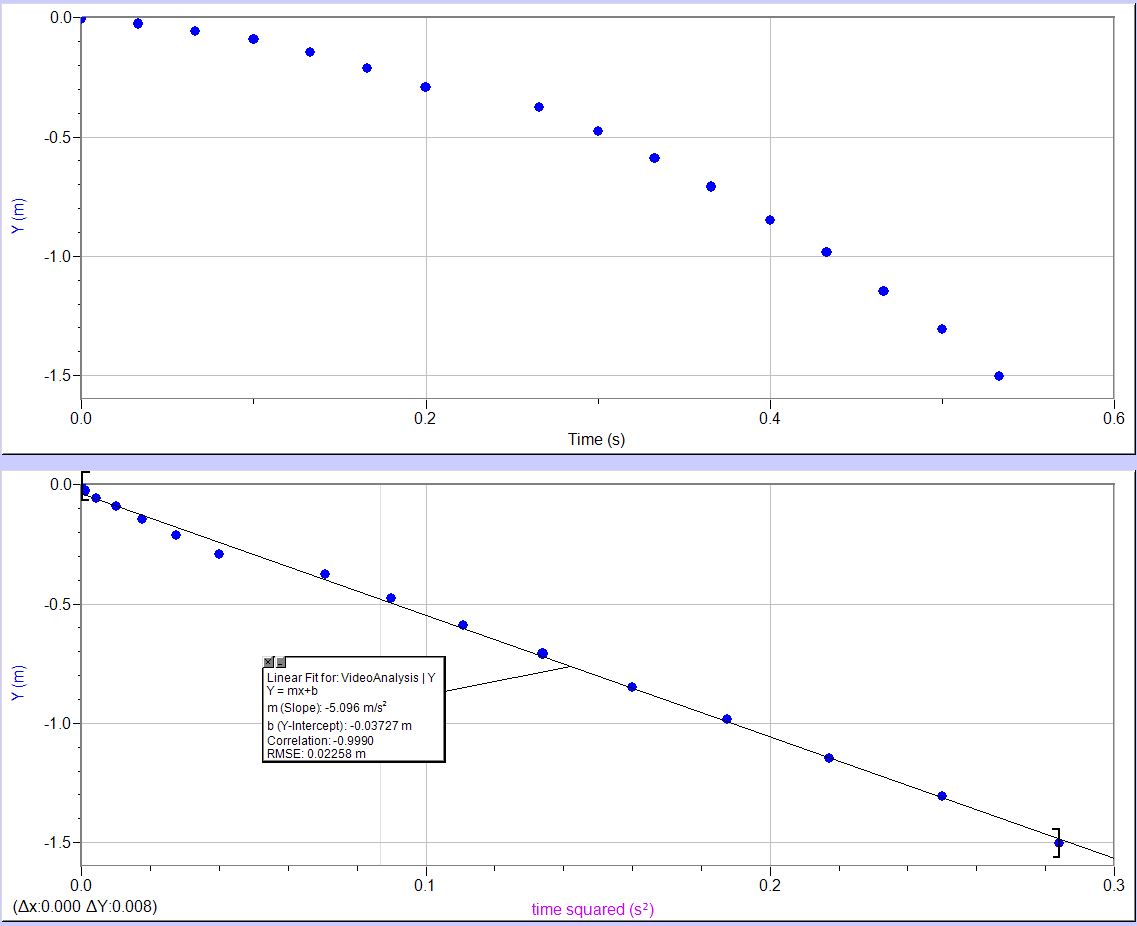 0.0
-0.5
-1.0
-1.5
Y (m)
0.0 0.2 0.4 0.6
Time (s)
0.0
-0.5
-1.0
-1.5
Y (m)
Linear Fit for: VideoAnalysis | Y
Y = mx+b
m (Slope): -5.096 m/s²
b (Y-Intercept): -0.03727 m
Correlation: -0.9990
RMSE: 0.02258 m
0.0 0.1 0.2 0.3
(Δx:0.000 ΔY:0.008)
time squared (s²)